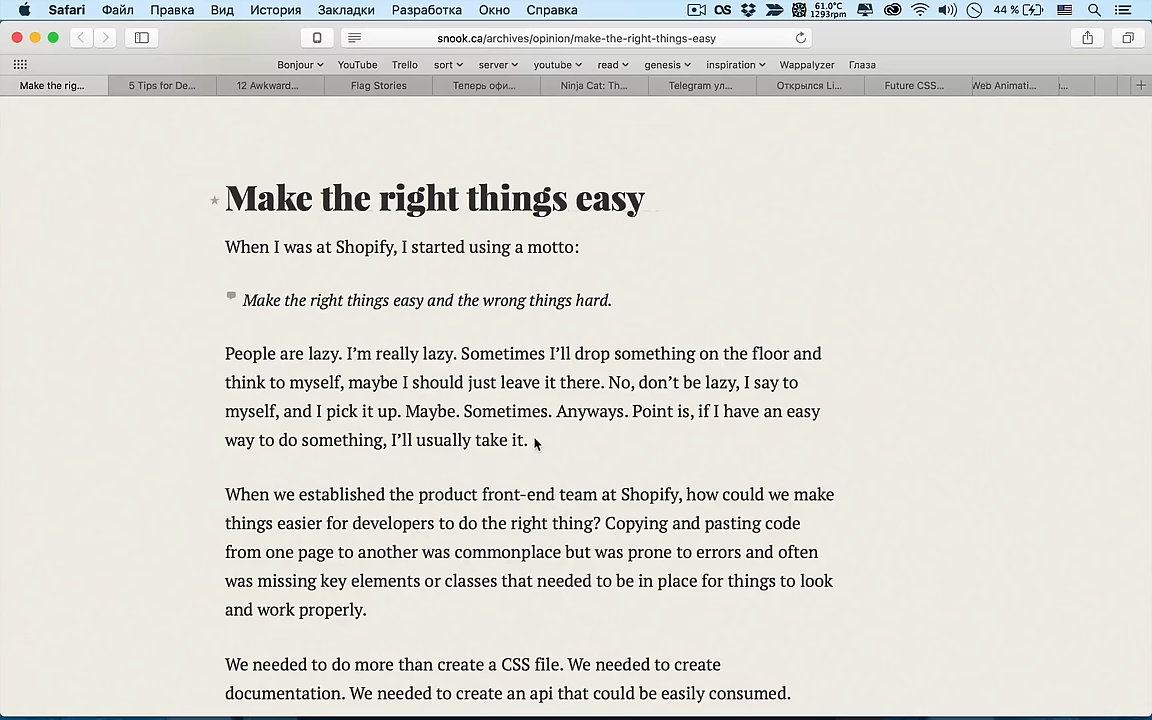 Safari Файл Правка Вид История Закладки Разработка Окно Справка 61.0°C 1293rpm 44 %
snook.ca/archives/opinion/make-the-right-things-easy
Bonjour YouTube Trello sort server youtube read genesis inspiration Wappalyzer Глаза
Make the rig... 5 Tips for De... 12 Awkward... Flag Stories Теперь офи... Ninja Cat: Th... Telegram ул... Открылся Li... Future CSS... Web Animati...
Make the right things easy
When I was at Shopify, I started using a motto:
Make the right things easy and the wrong things hard.
People are lazy. I’m really lazy. Sometimes I’ll drop something on the floor and
think to myself, maybe I should just leave it there. No, don’t be lazy, I say to
myself, and I pick it up. Maybe. Sometimes. Anyways. Point is, if I have an easy
way to do something, I’ll usually take it.
When we established the product front-end team at Shopify, how could we make
things easier for developers to do the right thing? Copying and pasting code
from one page to another was commonplace but was prone to errors and often
was missing key elements or classes that needed to be in place for things to look
and work properly.
We needed to do more than create a CSS file. We needed to create
documentation. We needed to create an api that could be easily consumed.